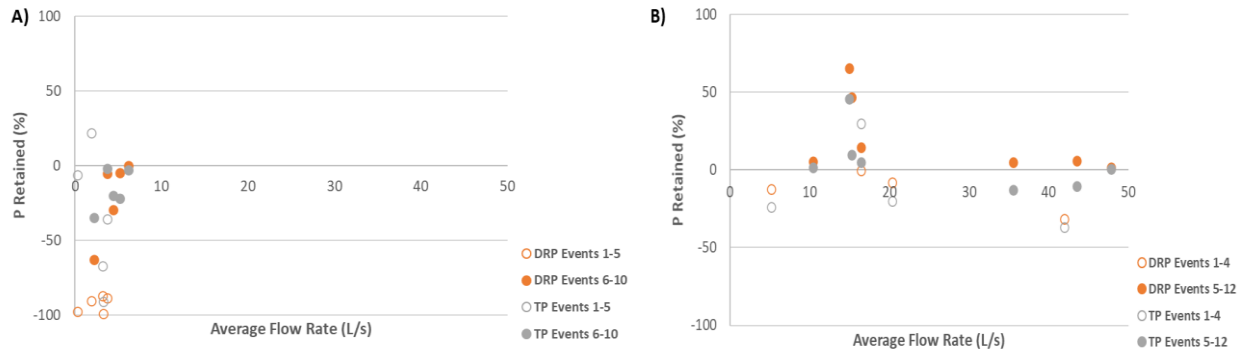 A)
100
50
0
-50
-100
P Retained (%)
0
10
20
30
40
50
Average Flow Rate (L/s)
DRP Events 1-5
DRP Events 6-10
TP Events 1-5
TP Events 6-10
B)
100
50
0
-50
-100
P Retained (%)
0
10
20
30
40
50
Average Flow Rate (L/s)
DRP Events 1-4
DRP Events 5-12
TP Events 1-4
TP Events 5-12